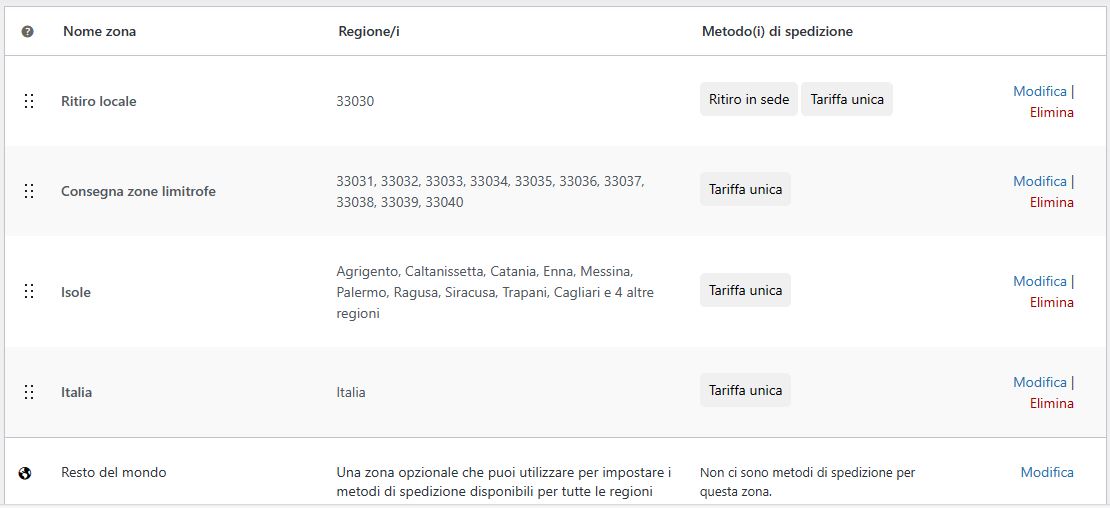 Nome zona
Regione/i
Metodo(i) di spedizione
Ritiro locale
33030
Ritiro in sede
Tariffa unica
Modifica |
Elimina
Consegna zone limitrofe
33031, 33032, 33033, 33034, 33035, 33036, 33037,
33038, 33039, 33040
Tariffa unica
Modifica |
Elimina
Isole
Agrigento, Caltanissetta, Catania, Enna, Messina,
Palermo, Ragusa, Siracusa, Trapani, Cagliari e 4 altre
regioni
Tariffa unica
Modifica |
Elimina
Italia
Italia
Tariffa unica
Modifica |
Elimina
Resto del mondo
Una zona opzionale che puoi utilizzare per impostare i
metodi di spedizione disponibili per tutte le regioni
Non ci sono metodi di spedizione per
questa zona.
Modifica